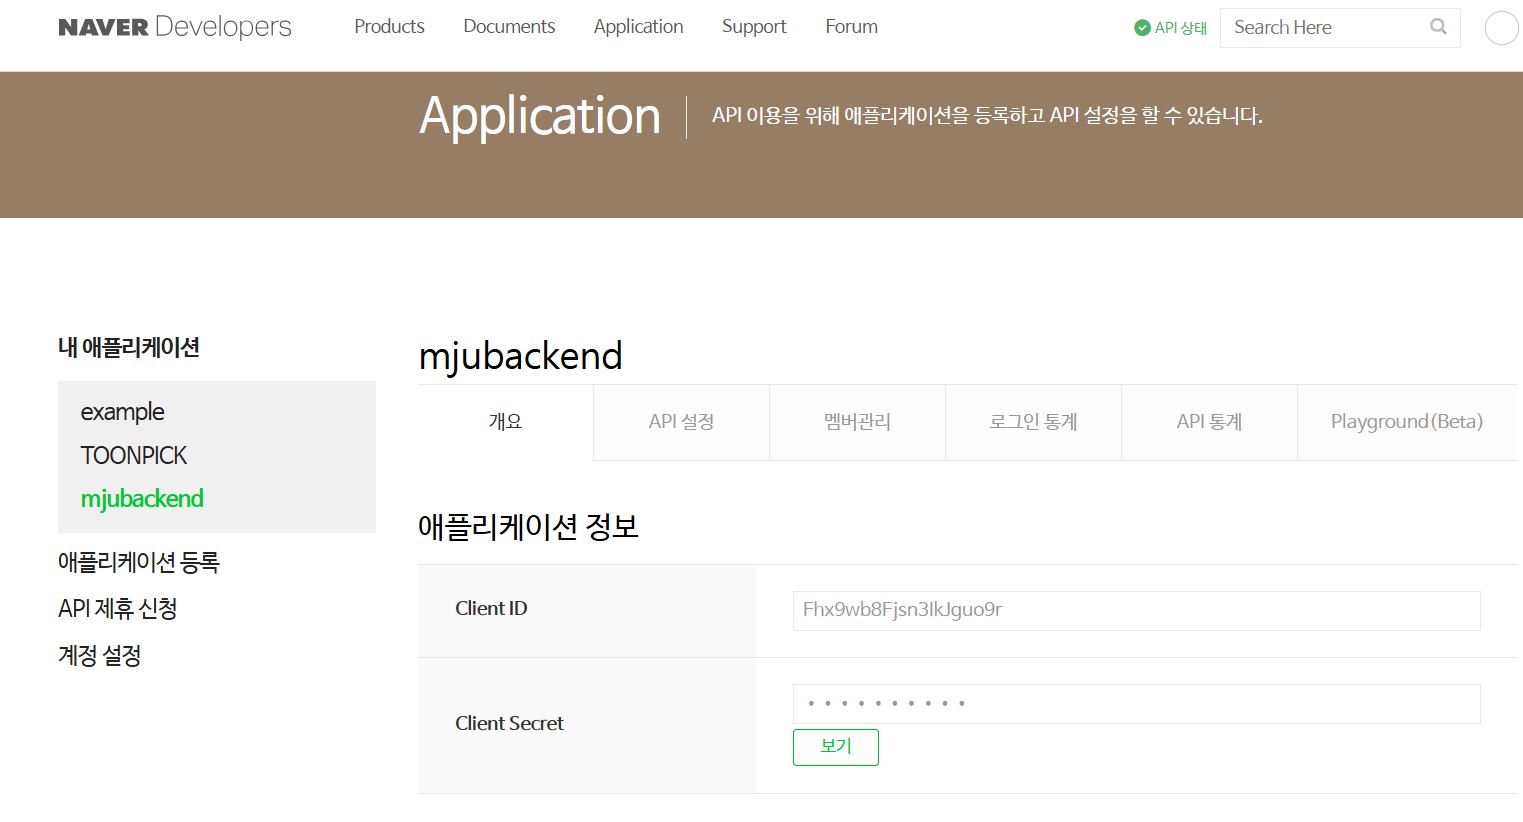 NAVER Developers
Products Documents Application Support Forum
API 상태
Search Here
Application
API 이용을 위해 애플리케이션을 등록하고 API 설정을 할 수 있습니다.
내 애플리케이션
example
TOONPICK
mjubackend
애플리케이션 등록
API 제휴 신청
계정 설정
mjubackend
개요 API 설정 멤버관리 로그인 통계 API 통계 Playground(Beta)
애플리케이션 정보
Client ID
Fhx9wb8Fjsn3IkJguo9r
Client Secret
• • • • • • • • • •
보기